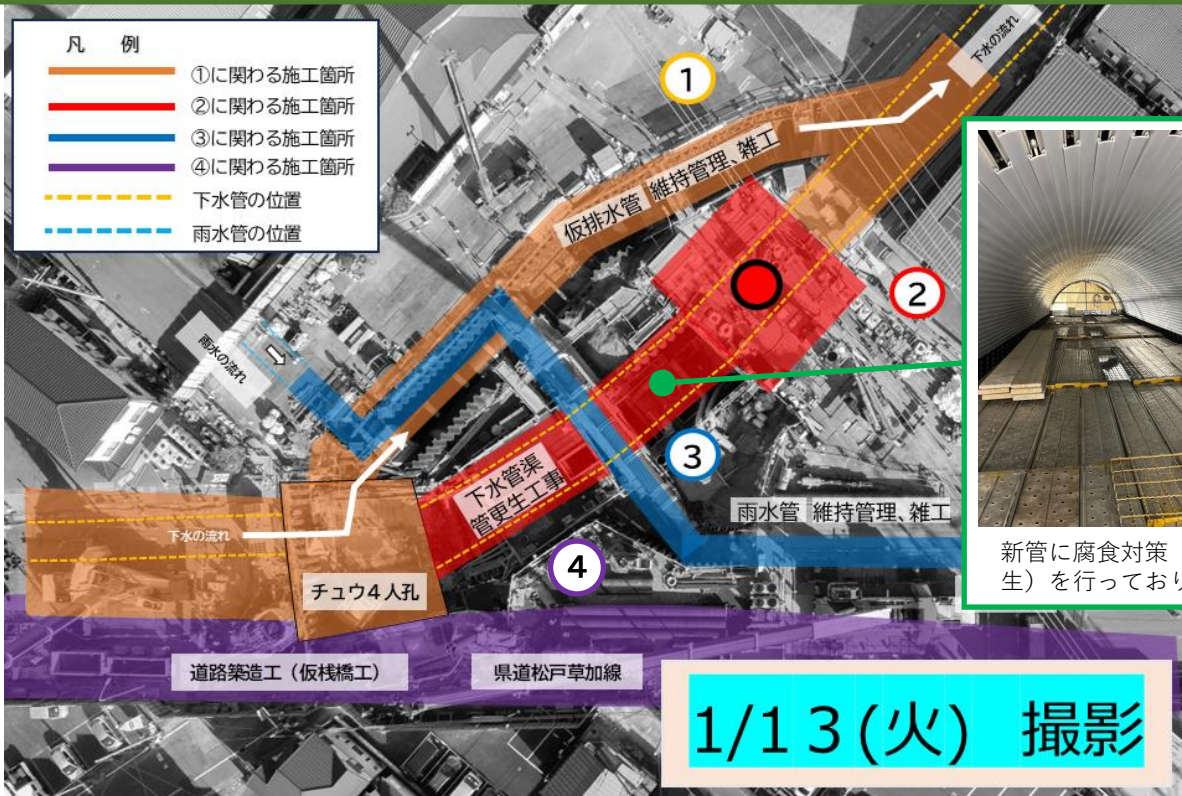 凡 例
①に関わる施工箇所
②に関わる施工箇所
③に関わる施工箇所
④に関わる施工箇所
下水管の位置
雨水管の位置
①
下水の流れ
仮排水管 維持管理、雑工
②
雨水の流れ
下水管渠
管更生工事
③
雨水管 維持管理、雑工
新管に腐食対策
生）を行っており
下水の流れ
チュウ４人孔
④
道路築造工（仮桟橋工）
県道松戸草加線
1/1３(火) 撮影